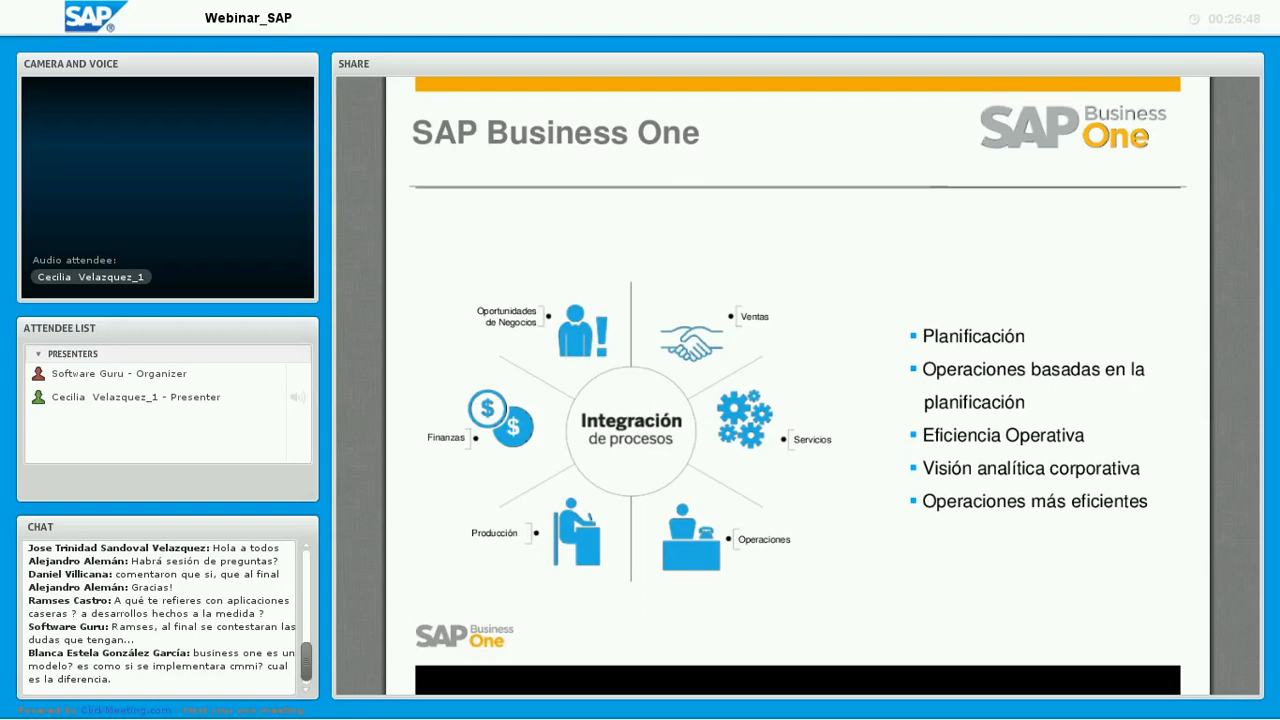 SAP
Webinar_SAP
00:26:48
CAMERA AND VOICE
Audio attendee:
Cecilia Velazquez_1
ATTENDEE LIST
PRESENTERS
Software Guru - Organizer
Cecilia Velazquez_1 - Presenter
CHAT
Jose Trinidad Sandoval Velazquez: Hola a todos
Alejandro Alemán: Habrá sesión de preguntas?
Daniel Villicana: comentaron que si, que al final
Alejandro Alemán: Gracias!
Ramses Castro: A qué te refieres con aplicaciones
caseras ? a desarrollos hechos a la medida ?
Software Guru: Ramses, al final se contestaran las
dudas que tengan...
Blanca Estela González García: business one es un
modelo? es como si se implementara cmmi? cual
es la diferencia.
Powered by ClickMeeting.com - Host your own meeting
SHARE
SAP Business One
SAP Business
One
Oportunidades
de Negocios
Ventas
Finanzas
Integración
de procesos
Servicios
Producción
Operaciones
Planificación
Operaciones basadas en la
planificación
Eficiencia Operativa
Visión analítica corporativa
Operaciones más eficientes
SAP Business
One